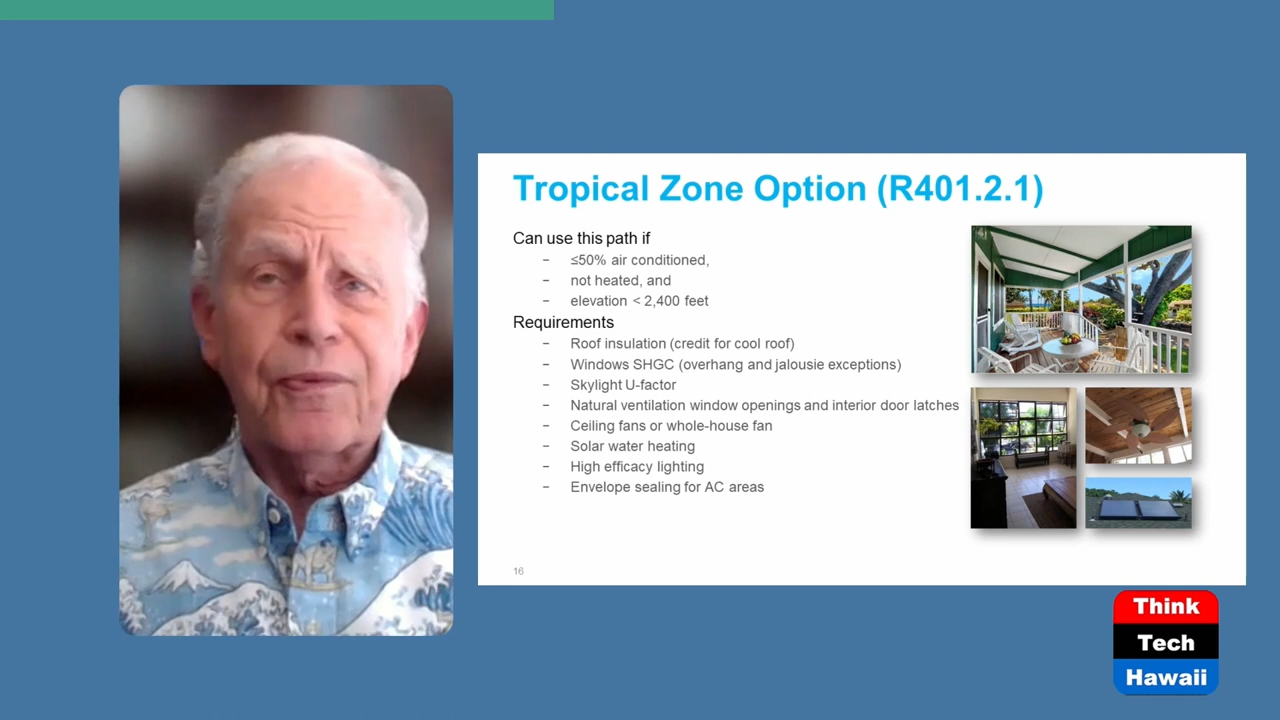 Tropical Zone Option (R401.2.1)
Can use this path if
− ≤50% air conditioned,
− not heated, and
− elevation < 2,400 feet
Requirements
− Roof insulation (credit for cool roof)
− Windows SHGC (overhang and jalousie exceptions)
− Skylight U-factor
− Natural ventilation window openings and interior door latches
− Ceiling fans or whole-house fan
− Solar water heating
− High efficacy lighting
− Envelope sealing for AC areas
16
Think
Tech
Hawaii